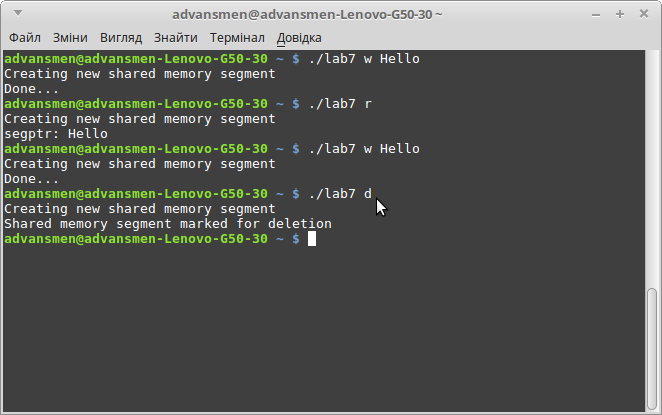 advansmen@advansmen-Lenovo-G50-30 ~
Файл Зміни Вигляд Знайти Термінал Довідка
advansmen@advansmen-Lenovo-G50-30 ~ $ ./lab7 w Hello
Creating new shared memory segment
Done...
advansmen@advansmen-Lenovo-G50-30 ~ $ ./lab7 r
Creating new shared memory segment
segptr: Hello
advansmen@advansmen-Lenovo-G50-30 ~ $ ./lab7 w Hello
Creating new shared memory segment
Done...
advansmen@advansmen-Lenovo-G50-30 ~ $ ./lab7 d
Creating new shared memory segment
Shared memory segment marked for deletion
advansmen@advansmen-Lenovo-G50-30 ~ $